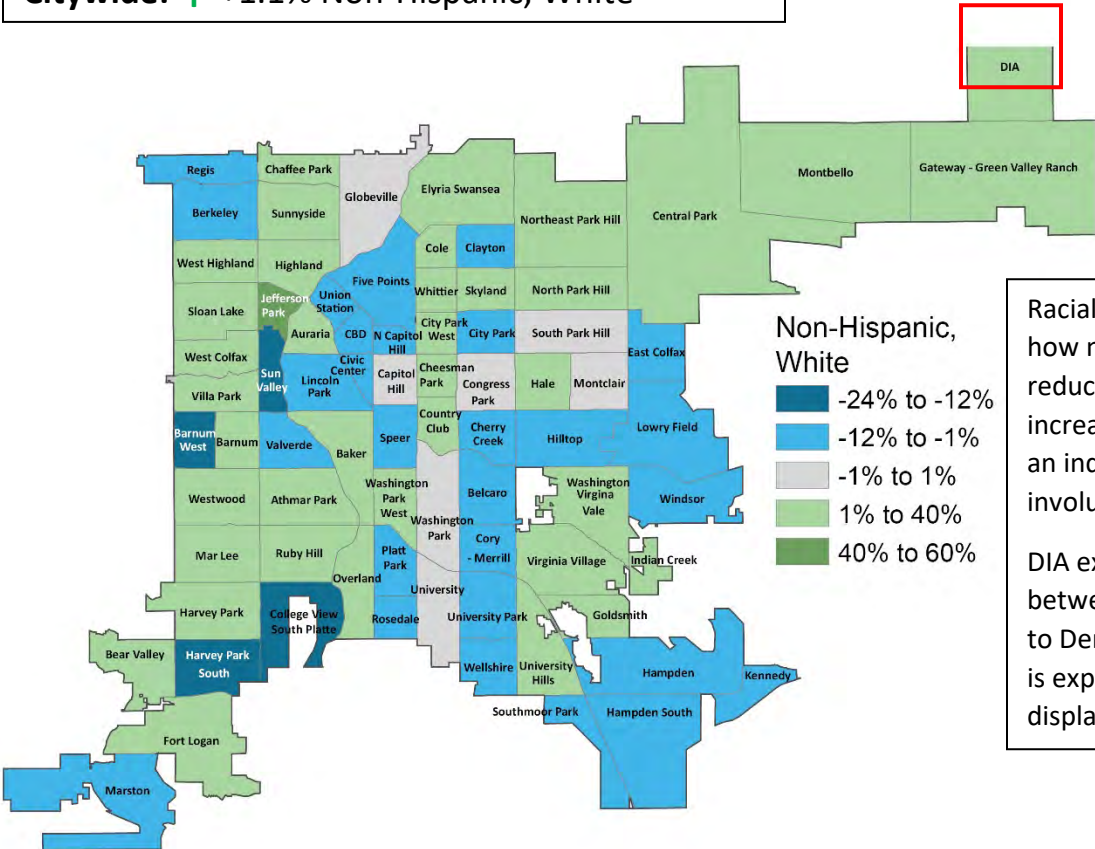 Citywide: +1.1% Non-Hispanic, White
DIA
Montbello
Gateway - Green Valley Ranch
Regis
Chaffee Park
Globeville
Elyria Swansea
Berkeley
Sunnyside
Northeast Park Hill
Central Park
Cole
Clayton
West Highland
Highland
Five Points
Union
Station
Whittier
Skyland
North Park Hill
Jefferson
Park
Sloan Lake
Auraria
CBD
N Capitol
Hill
City Park
West
City Park
South Park Hill
East Colfax
West Colfax
Civic
Center
Sun
Valley
Lincoln
Park
Capitol
Hill
Cheesman
Park
Congress
Park
Hale
Montclair
Villa Park
Country
Club
Barnum
West
Barnum
Valverde
Baker
Speer
Cherry
Creek
Hilltop
Lowry Field
Westwood
Athmar Park
Washington
Park
West
Washington
Park
Belcaro
Washington
Virgina
Vale
Windsor
Mar Lee
Ruby Hill
Overland
Platt
Park
Cory
- Merrill
Virginia Village
Indian Creek
University
Harvey Park
College View
South Platte
Rosedale
University Park
Goldsmith
Bear Valley
Harvey Park
South
Wellshire
University
Hills
Hampden
Kennedy
Southmoor Park
Hampden South
Fort Logan
Marston
Non-Hispanic,
White
-24% to -12%
-12% to -1%
-1% to 1%
1% to 40%
40% to 60%
Racial
how
reduc
increa
an
involu
DIA ex
betwe
to
is exp
displa